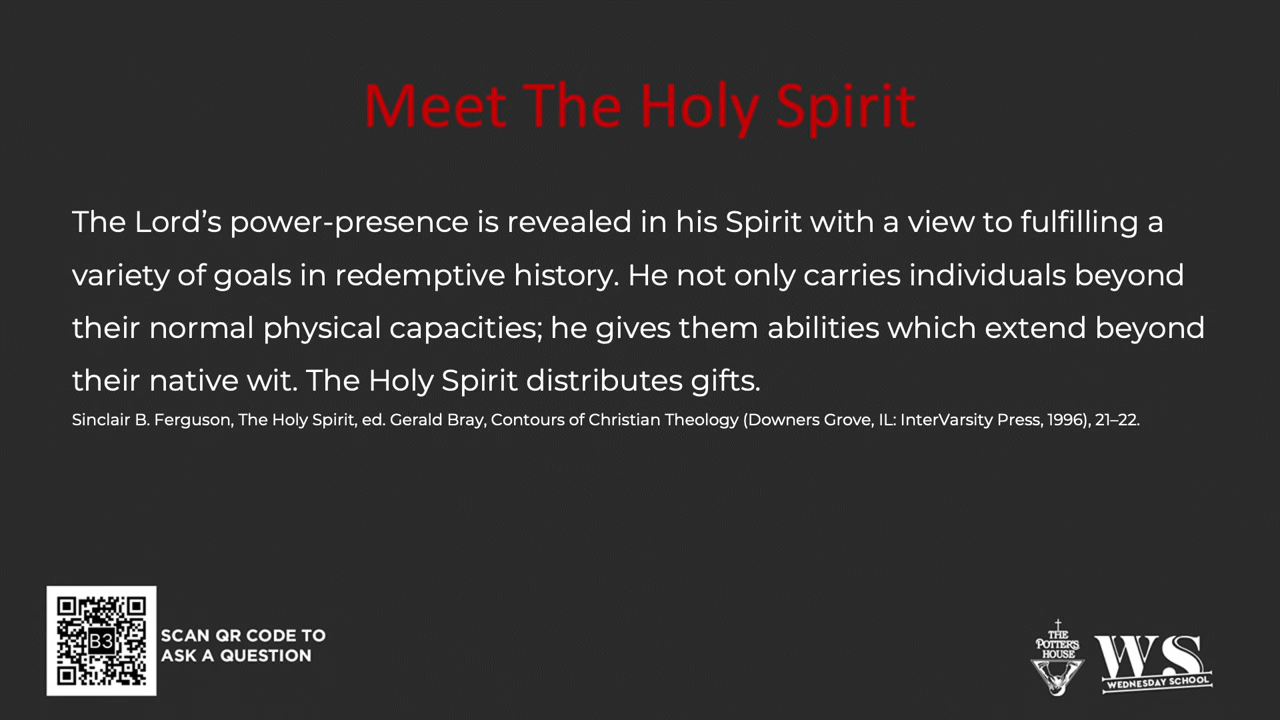 Meet The Holy Spirit
The Lord’s power-presence is revealed in his Spirit with a view to fulfilling a
variety of goals in redemptive history. He not only carries individuals beyond
their normal physical capacities; he gives them abilities which extend beyond
their native wit. The Holy Spirit distributes gifts.
Sinclair B. Ferguson, The Holy Spirit, ed. Gerald Bray, Contours of Christian Theology (Downers Grove, IL: InterVarsity Press, 1996), 21–22.
B3
SCAN QR CODE TO
ASK A QUESTION
THE
POTTER'S
HOUSE
WS
WEDNESDAY SCHOOL